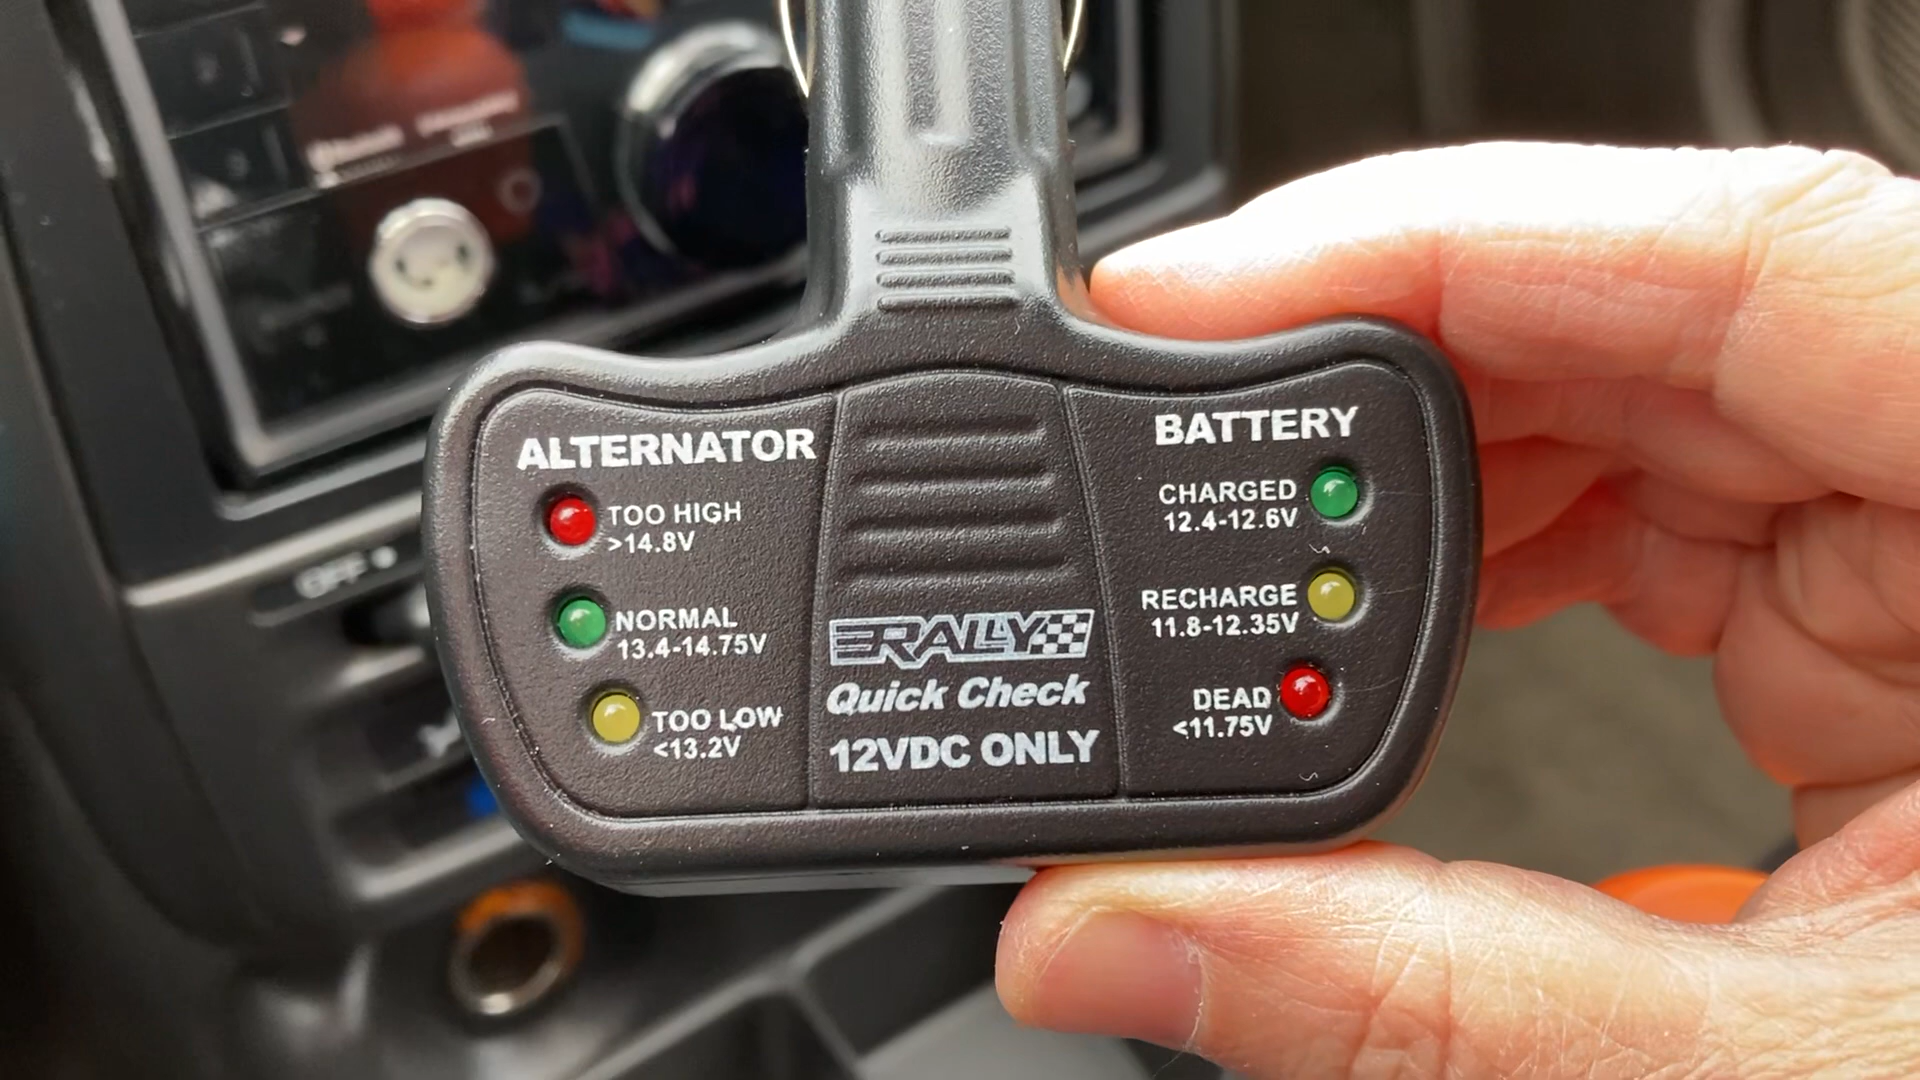 ALTERNATOR
TOO HIGH
>14.8V
NORMAL
13.4-14.75V
TOO LOW
<13.2V
RALLY
Quick Check
12VDC ONLY
BATTERY
CHARGED
12.4-12.6V
RECHARGE
11.8-12.35V
DEAD
<11.75V
OFF